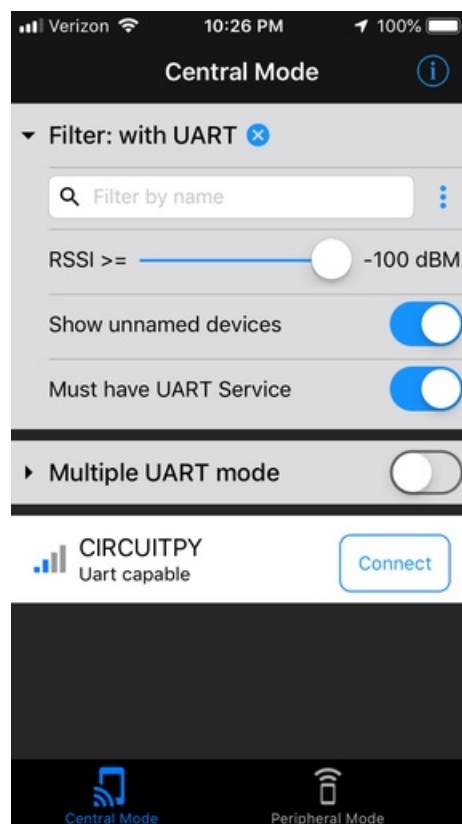 Verizon 10:26 PM 100%
Central Mode
Filter: with UART
Filter by name
RSSI >= -100 dBM
Show unnamed devices
Must have UART Service
Multiple UART mode
CIRCUITPY
Uart capable
Connect
Central Mode Peripheral Mode